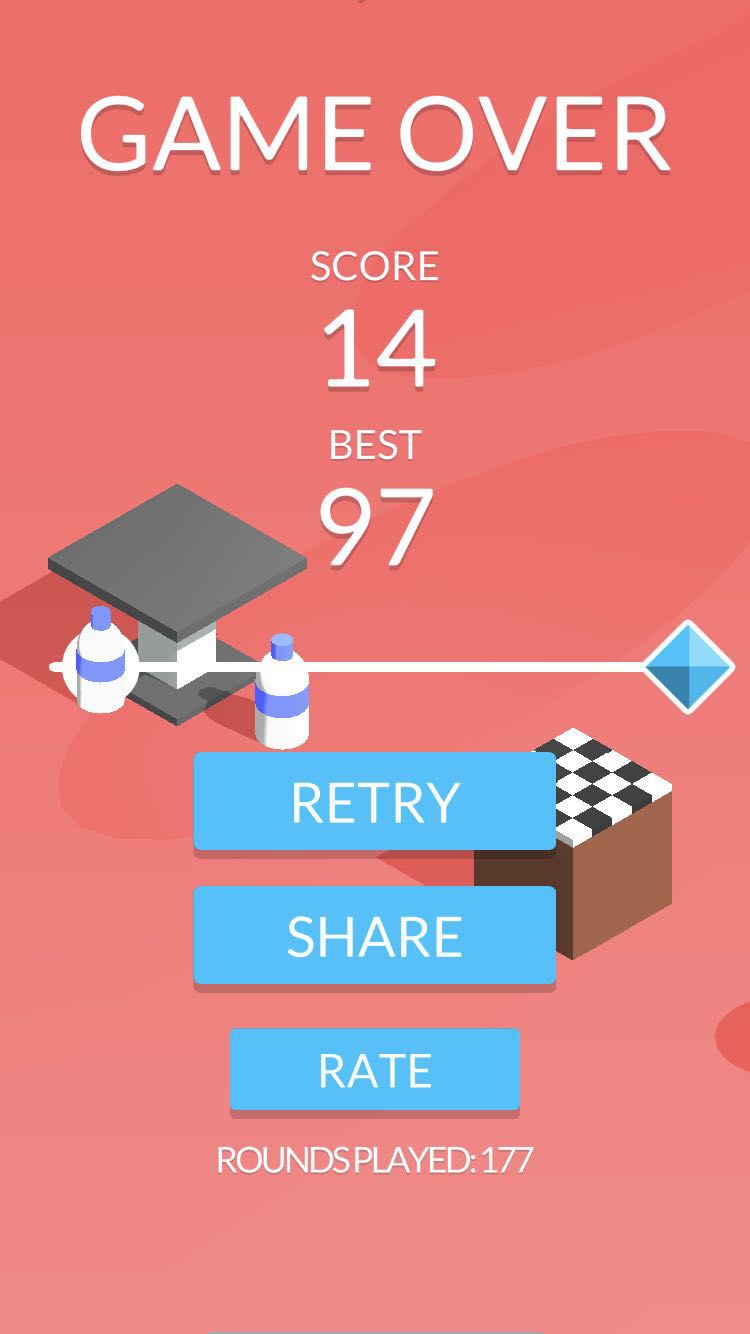 GAME OVER
SCORE
14
BEST
97
RETRY
SHARE
RATE
ROUNDS PLAYED: 177